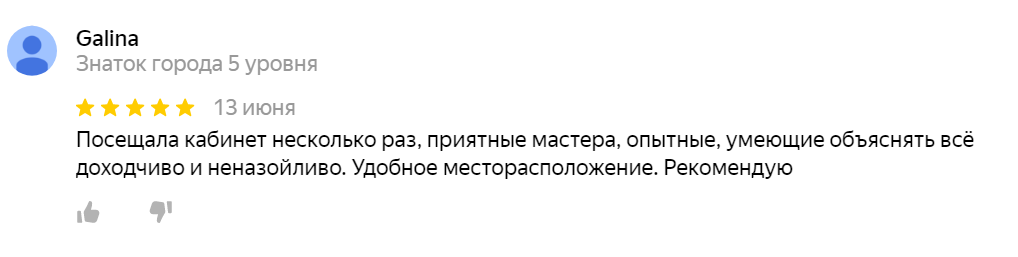 Galina
Знаток города 5 уровня
13 июня
Посещала кабинет несколько раз, приятные мастера, опытные, умеющие объяснять всё
доходчиво и неназойливо. Удобное месторасположение. Рекомендую